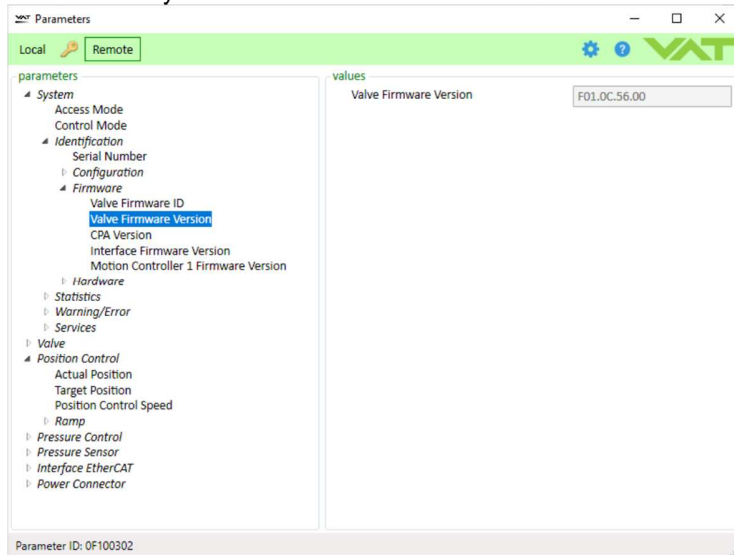 Parameters
Local Remote
VAT
parameters
System
Access Mode
Control Mode
Identification
Serial Number
Configuration
Firmware
Valve Firmware ID
Valve Firmware Version
CPA Version
Interface Firmware Version
Motion Controller 1 Firmware Version
Hardware
Statistics
Warning/Error
Services
Valve
Position Control
Actual Position
Target Position
Position Control Speed
Ramp
Pressure Control
Pressure Sensor
Interface EtherCAT
Power Connector
values
Valve Firmware Version F01.0C.56.00
Parameter ID: 0F100302